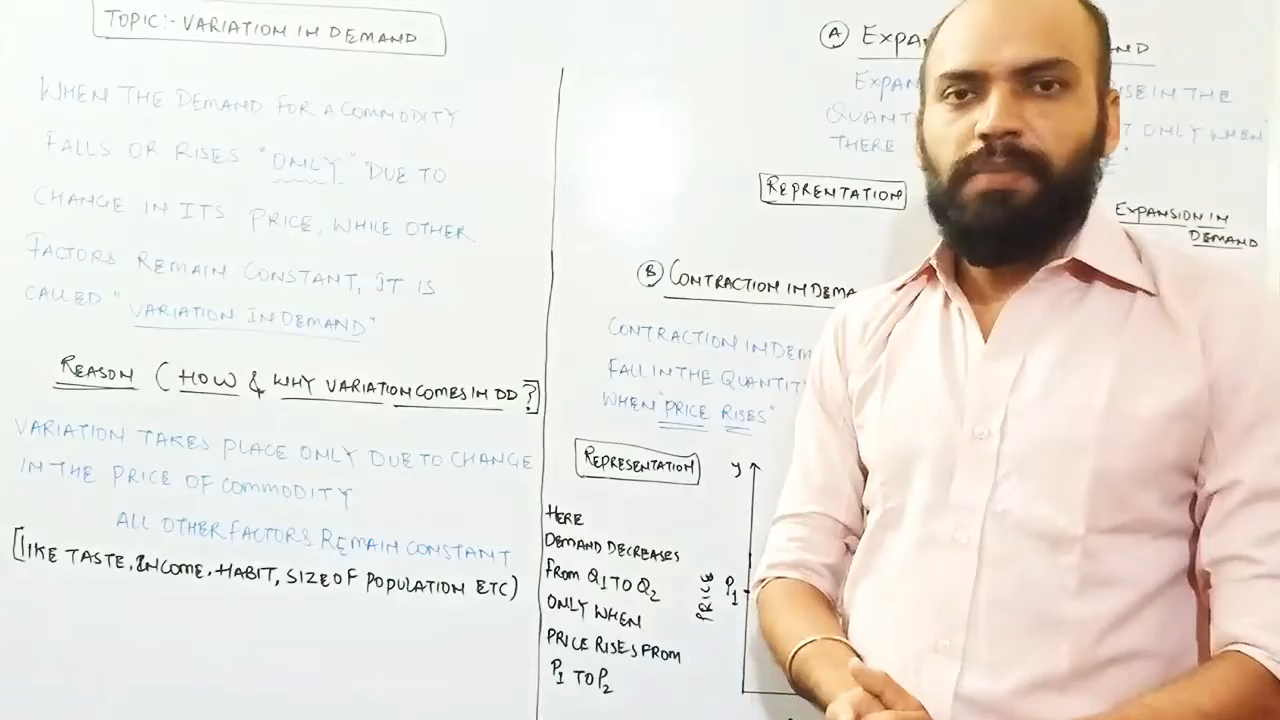 TOPIC:- VARIATION IN DEMAND
WHEN THE DEMAND FOR A COMMODITY
FALLS OR RISES "ONLY" DUE TO
CHANGE IN ITS PRICE, WHILE OTHER
FACTORS REMAIN CONSTANT, IT IS
CALLED "VARIATION IN DEMAND"
REASON (HOW & WHY VARIATION COMES IN DD?]
VARIATION TAKES PLACE ONLY DUE TO CHANGE
IN THE PRICE OF COMMODITY
ALL OTHER FACTORS REMAIN CONSTANT
[LIKE TASTE, INCOME, HABIT, SIZE OF POPULATION ETC)
(A) EXPA ND
EXPAN ISE IN THE
QUANT T ONLY WHEN
THERE
REPRENTATION
EXPANSION IN
DEMAND
(B) CONTRACTION IN DEMA
CONTRACTION IN DEM
FALL IN THE QUANTIT
WHEN "PRICE RISES"
REPRESENTATION
HERE
DEMAND DECREASES
FROM Q1 TO Q2
ONLY WHEN
PRICE RISES FROM
P1 TO P2
y
PRICE
P1